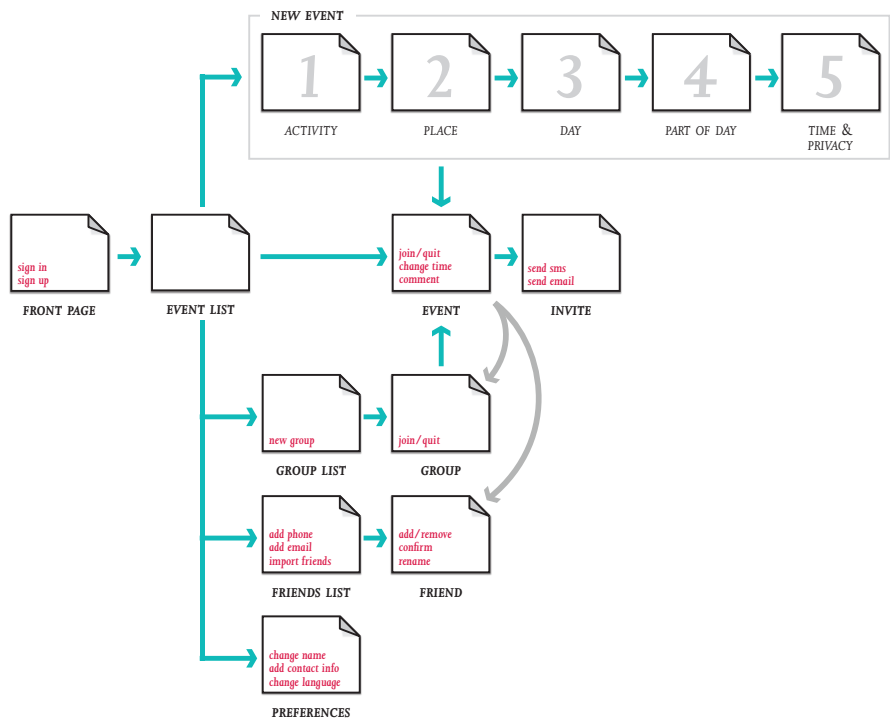 NEW EVENT
1
2
3
4
5
ACTIVITY
PLACE
DAY
PART OF DAY
TIME &
PRIVACY
sign in
sign up
FRONT PAGE
EVENT LIST
join/quit
change time
comment
EVENT
send sms
send email
INVITE
new group
GROUP LIST
join/quit
GROUP
add phone
add email
import friends
FRIENDS LIST
add/remove
confirm
rename
FRIEND
change name
add contact info
change language
PREFERENCES